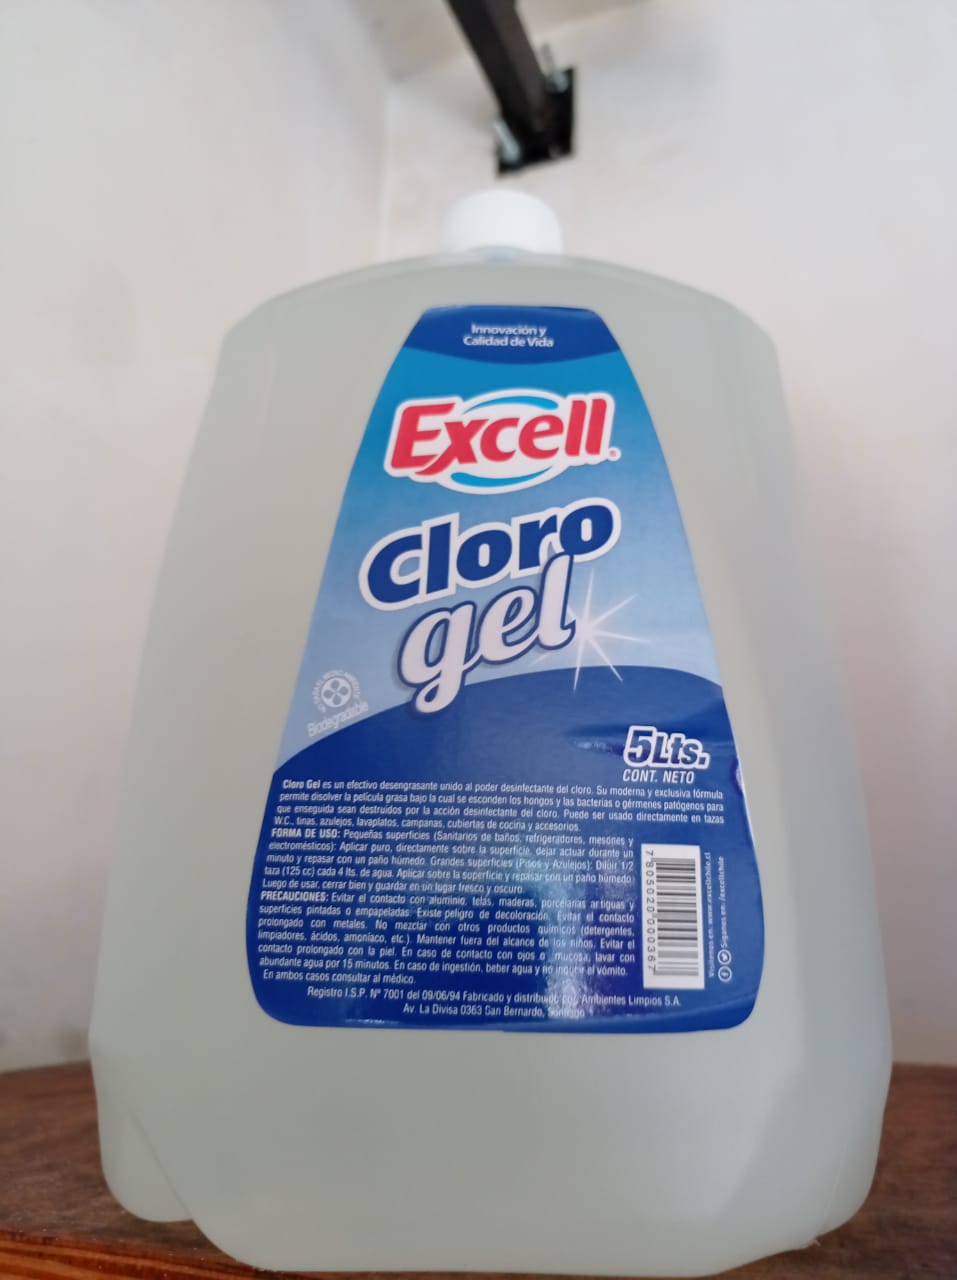 Innovación y
Calidad de Vida
Excell®
Cloro
gel
Biodegradable
5Lts.
CONT. NETO
Cloro Gel es un efectivo desengrasante unido al poder desinfectante del cloro. Su moderna y exclusiva fórmula
permite disolver la película grasa bajo la cual se esconden los hongos y las bacterias o gérmenes patógenos para
que enseguida sean destruidos por la acción desinfectante del cloro. Puede ser usado directamente en tazas
W.C., tinas, azulejos, lavaplatos, campanas, cubiertas de cocina y accesorios.
FORMA DE USO: Pequeñas superficies (Sanitarios de baños, refrigeradores, mesones y
electromésticos): Aplicar puro, directamente sobre la superficie, dejar actuar durante un
minuto y repasar con un paño húmedo. Grandes superficies (Pisos y Azulejos): Diluir 1/2
taza (125 cc) cada 4 lts. de agua. Aplicar sobre la superficie y repasar con un paño húmedo
Luego de usar, cerrar bien y guardar en un lugar fresco y oscuro.
PRECAUCIONES: Evitar el contacto con aluminio, telas, maderas, porcelanas antiguas y
superficies pintadas o empapeladas. Existe peligro de decoloración. Evitar el contacto
prolongado con metales. No mezclar con otros productos químicos (detergentes,
limpiadores, ácidos, amoníaco, etc.). Mantener fuera del alcance de los niños. Evitar el
contacto prolongado con la piel. En caso de contacto con ojos o mucosa, lavar con
abundante agua por 15 minutos. En caso de ingestión, beber agua y no inducir el vómito.
En ambos casos consultar al médico.
7 805020 000367
Visítenos en: www.excellchile.cl
Síganos en: /excellchile
Registro I.S.P. Nº 7001 del 09/06/94 Fabricado y distribuido por Ambientes Limpios S.A.
Av. La Divisa 0363 San Bernardo, Santiago